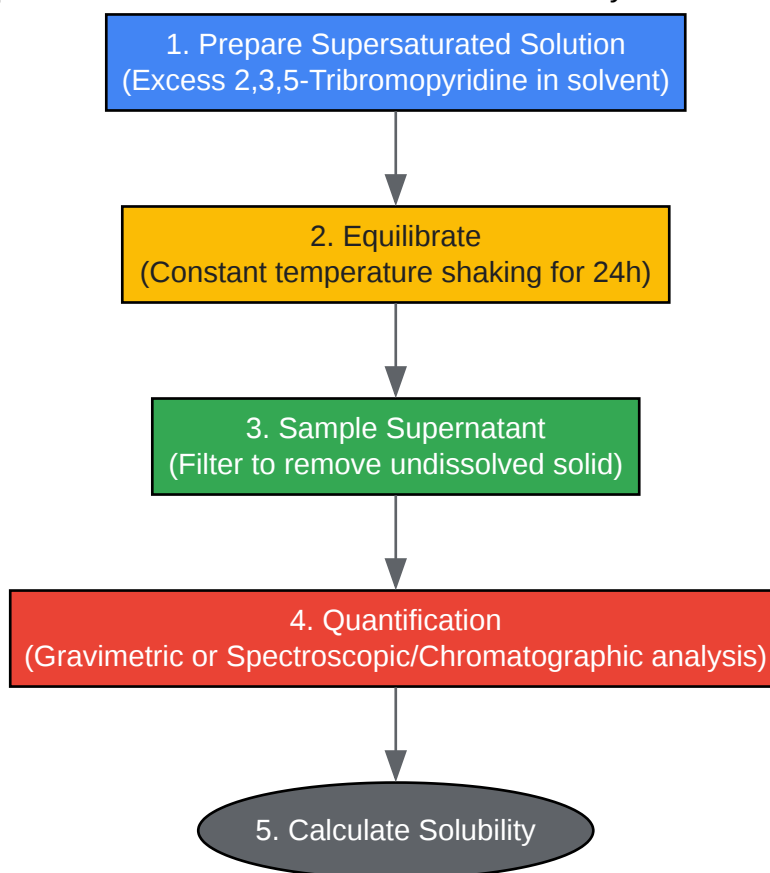 1. Prepare Supersaturated Solution
(Excess 2,3,5-Tribromopyridine in solvent)
2. Equilibrate
(Constant temperature shaking for 24h)
3. Sample Supernatant
(Filter to remove undissolved solid)
4. Quantification
(Gravimetric or Spectroscopic/Chromatographic analysis)
5. Calculate Solubility